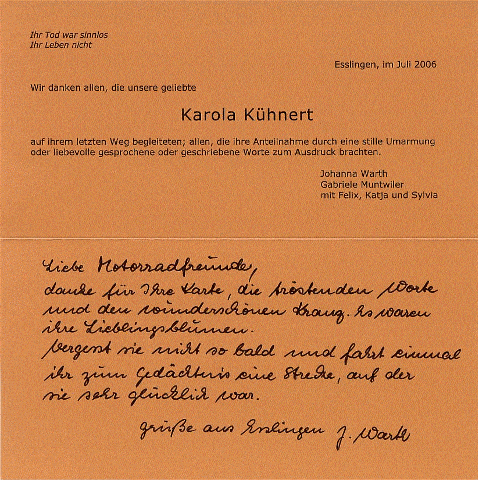 Ihr Tod war sinnlos
Ihr Leben nicht
Esslingen, im Juli 2006
Wir danken allen, die unsere geliebte
Karola Kühnert
auf ihrem letzten Weg begleiteten; allen, die ihre Anteilnahme durch eine stille Umarmung
oder liebevolle gesprochene oder geschriebene Worte zum Ausdruck brachten.
Johanna Warth
Gabriele Muntwiler
mit Felix, Katja und Sylvia
Liebe Motorradfreunde,
danke für Ihre Karte, die tröstenden Worte
und den wunderschönen Kranz. Es waren
ihre Lieblingsblumen.
Vergesst sie nicht so bald und fahrt einmal
ihr zum Gedächtnis eine Strecke, auf der
sie sehr glücklich war.
Grüße aus Esslingen J. Warth